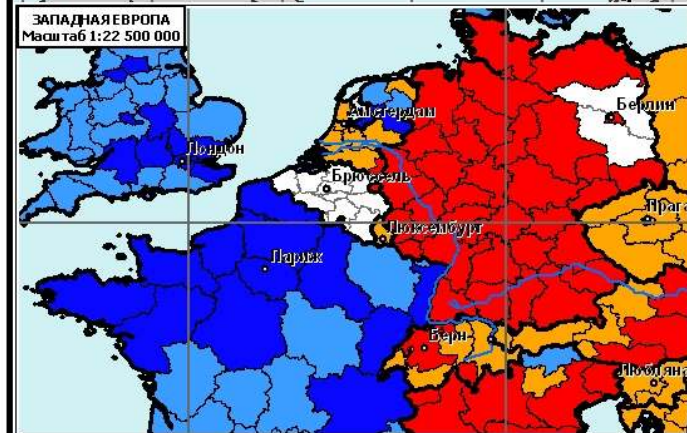 ЗАПАДНАЯ ЕВРОПА
Масштаб 1:22 500 000
Берлин
Амстердам
Лондон
Брюссель
Прага
Люксембург
Париж
Берн
Любляна